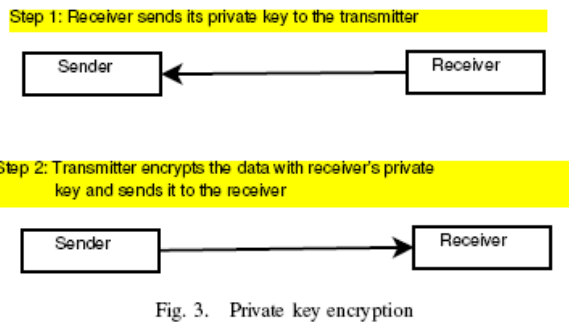 Step 1: Receiver sends its private key to the transmitter
Sender
Receiver
Step 2: Transmitter encrypts the data with receiver's private
key and sends it to the receiver
Sender
Receiver
Fig. 3. Private key encryption